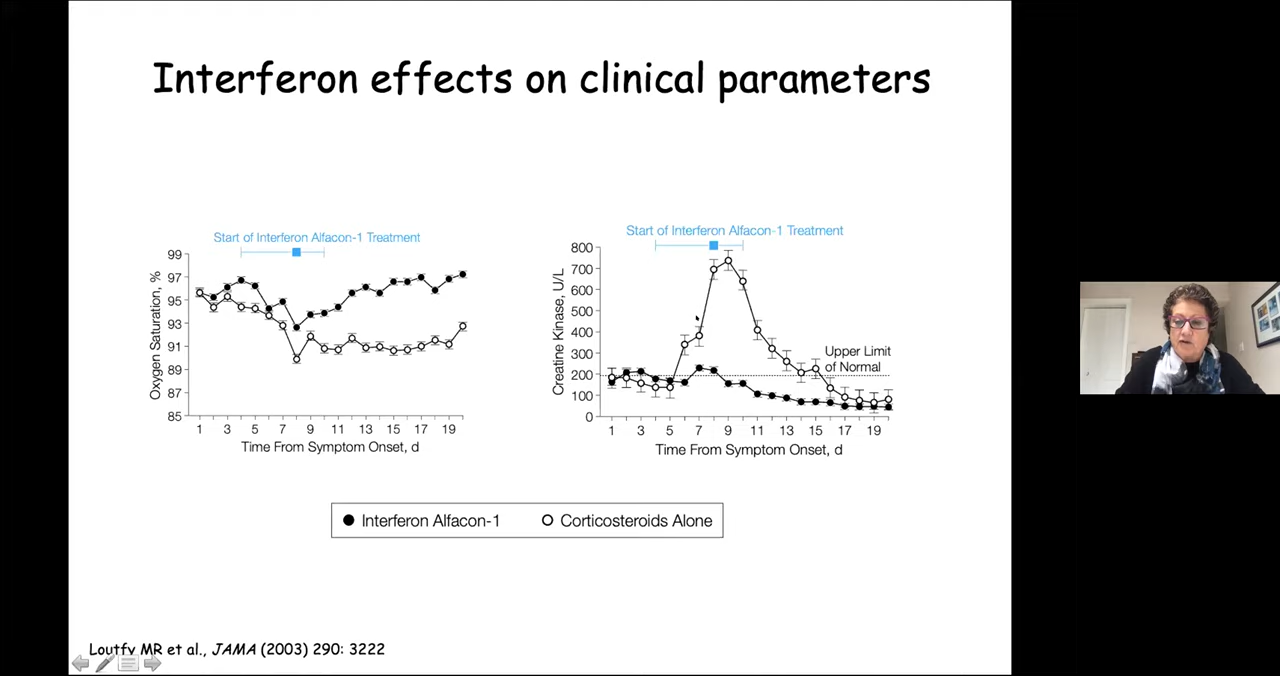 Interferon effects on clinical parameters
Start of Interferon Alfacon-1 Treatment
99
97
95
93
91
89
87
85
Oxygen Saturation, %
1 3 5 7 9 11 13 15 17 19
Time From Symptom Onset, d
Start of Interferon Alfacon-1 Treatment
800
700
600
500
400
300
200
100
0
Creatine Kinase, U/L
Upper Limit
of Normal
1 3 5 7 9 11 13 15 17 19
Time From Symptom Onset, d
Interferon Alfacon-1 Corticosteroids Alone
Loutfy MR et al., JAMA (2003) 290: 3222